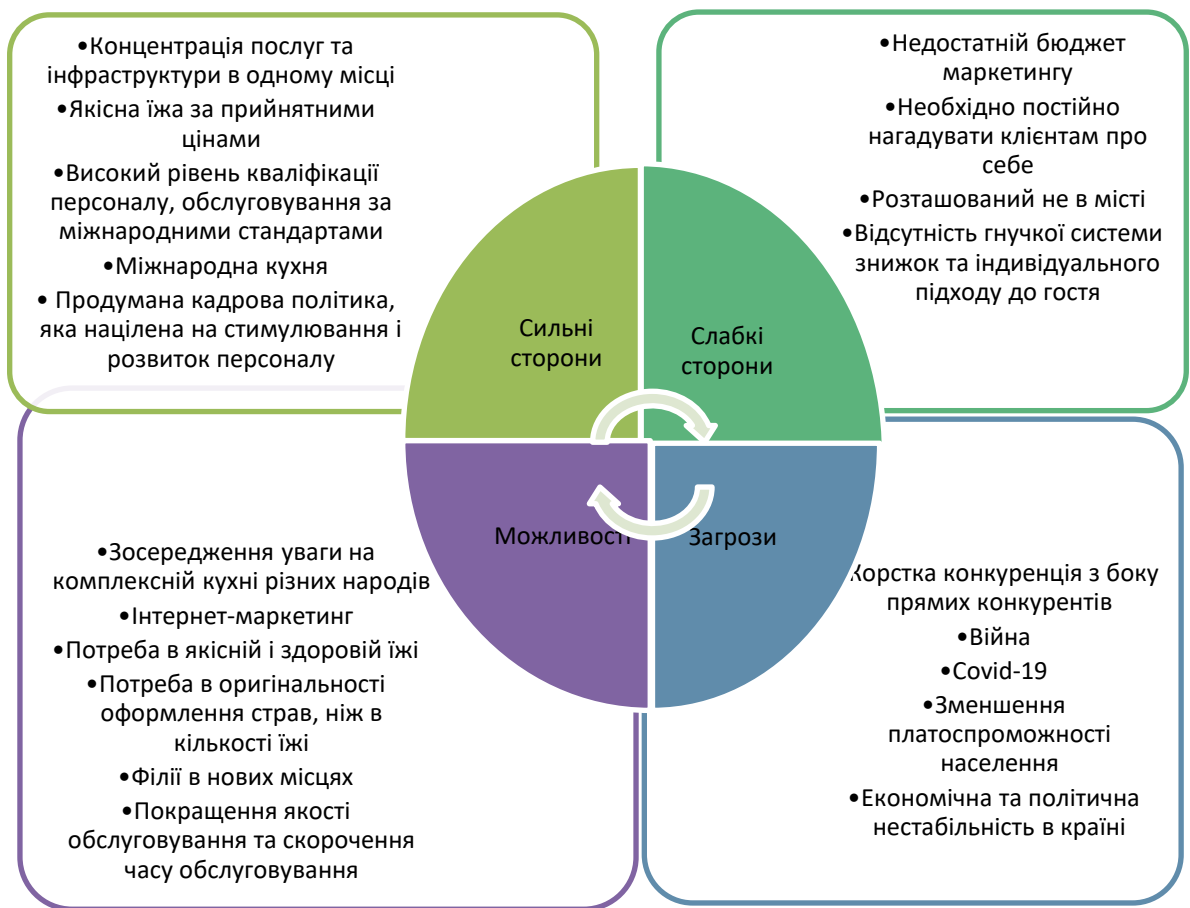 •Концентрація послуг та
інфраструктури в одному місці
•Якісна їжа за прийнятними
цінами
•Високий рівень кваліфікації
персоналу, обслуговування за
міжнародними стандартами
•Міжнародна кухня
• Продумана кадрова політика,
яка націлена на стимулювання і
розвиток персоналу
•Недостатній бюджет
маркетингу
•Необхідно постійно
нагадувати клієнтам про
себе
•Розташований не в місті
•Відсутність гнучкої системи
знижок та індивідуального
підходу до гостя
Сильні
сторони
Слабкі
сторони
Можливості
Загрози
•Зосередження уваги на
комплексній кухні різних народів
•Інтернет-маркетинг
•Потреба в якісній і здоровій їжі
•Потреба в оригінальності
оформлення страв, ніж в
кількості їжі
•Філії в нових місцях
•Покращення якості
обслуговування та скорочення
часу обслуговування
Жорстка конкуренція з боку
прямих конкурентів
•Війна
•Covid-19
•Зменшення
платоспроможності
населення
•Економічна та політична
нестабільність в країні